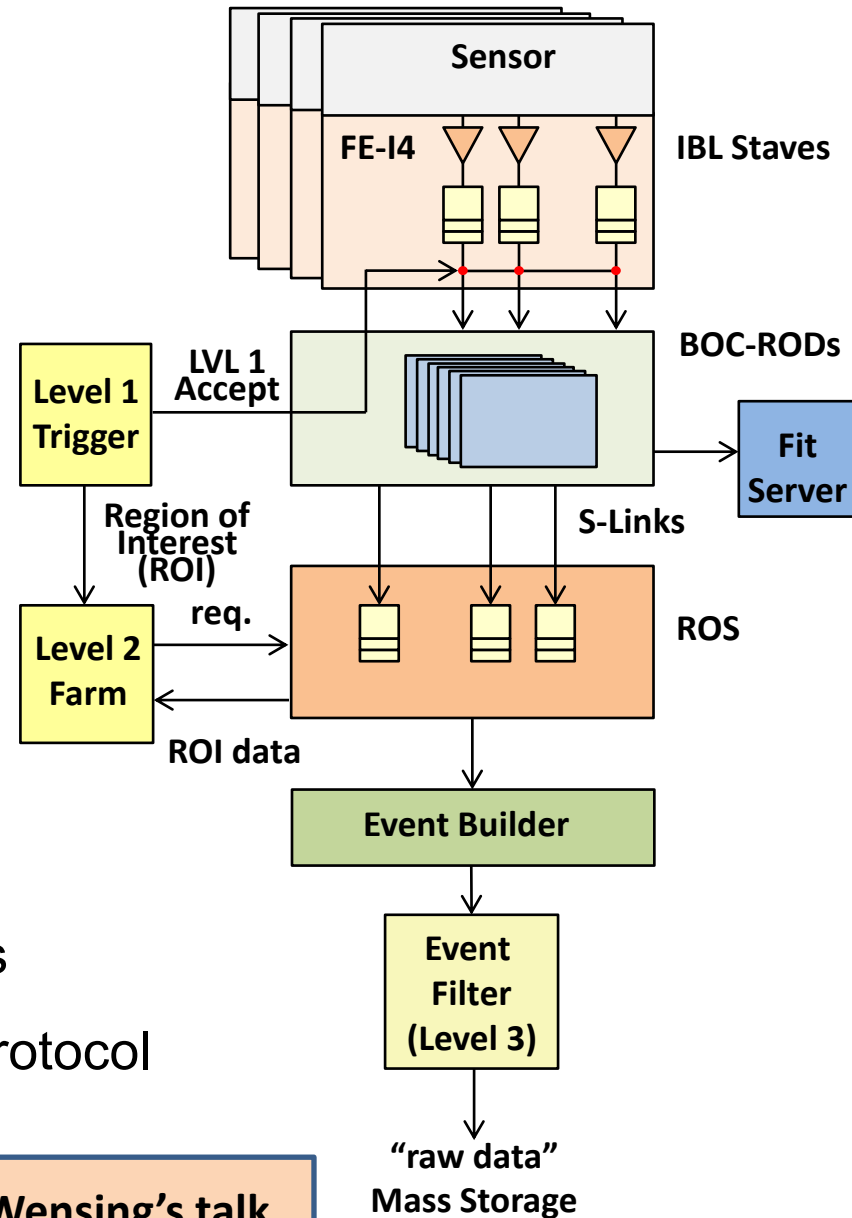 Sensor
FE-I4
IBL Staves
BOC-RODs
LVL 1
Accept
Level 1
Trigger
Fit
Server
Region of
Interest
(ROI)
S-Links
req.
ROS
Level 2
Farm
ROI data
Event Builder
s
Event
Filter
(Level 3)
rotocol
“raw data”
Mass Storage
Wensing’s talk